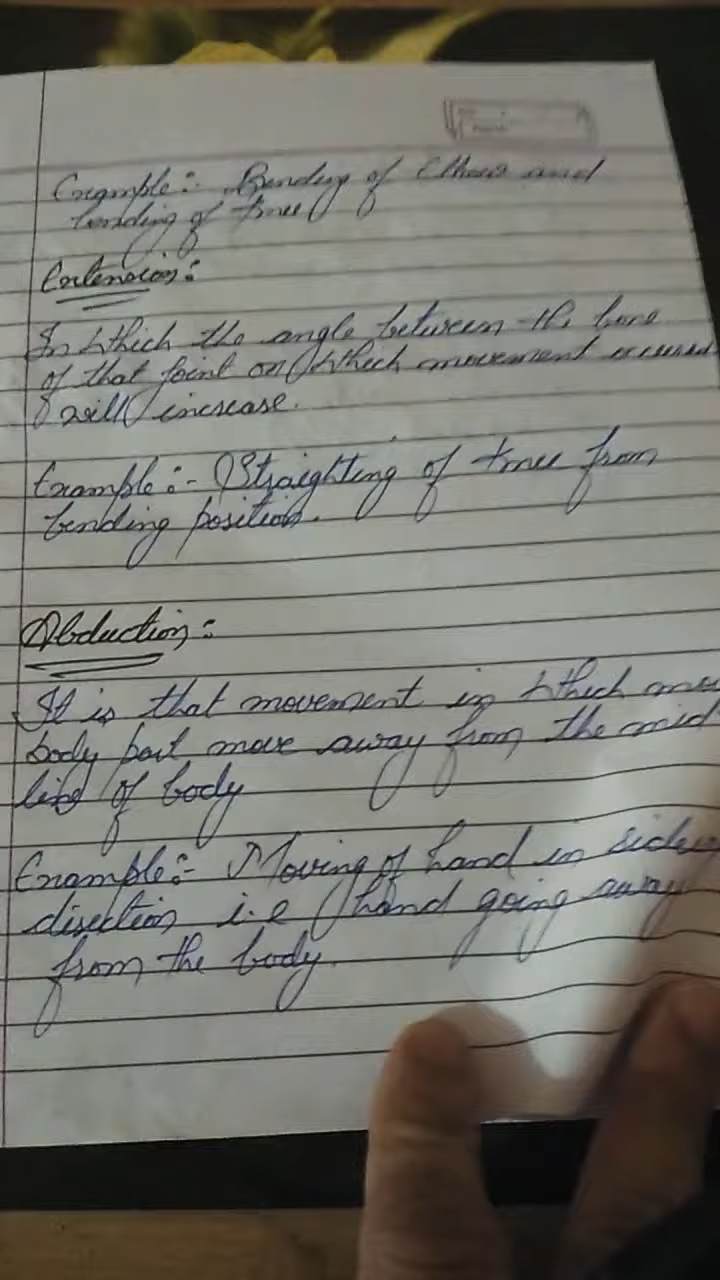 Example:- Bending of Elbow and
bending of knee
Extension:
In which the angle between the bone
of that joint on which movement occured
will increase.
Example:- Straighting of knee from
bending position.
Abduction:
It is that movement in which
body part move away from the mid
line of body
Example:- Moving of hand in side
direction i.e hand going away
from the body.